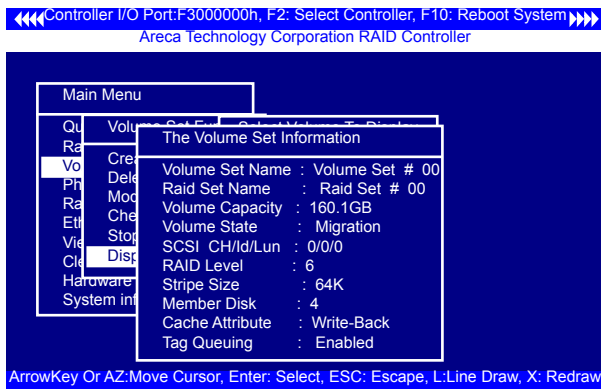 Controller I/O Port:F3000000h, F2: Select Controller, F10: Reboot System
Areca Technology Corporation RAID Controller
Main Menu
Qu
Ra
Vo
Ph
Ra
Eth
Vie
Cle
Hardware
System inf
Volume Set Fun
Crea
Dele
Mod
Che
Stop
Disp
Select Volume To Display
The Volume Set Information
Volume Set Name : Volume Set # 00
Raid Set Name : Raid Set # 00
Volume Capacity : 160.1GB
Volume State : Migration
SCSI CH/Id/Lun : 0/0/0
RAID Level : 6
Stripe Size : 64K
Member Disk : 4
Cache Attribute : Write-Back
Tag Queuing : Enabled
ArrowKey Or AZ:Move Cursor, Enter: Select, ESC: Escape, L:Line Draw, X: Redraw